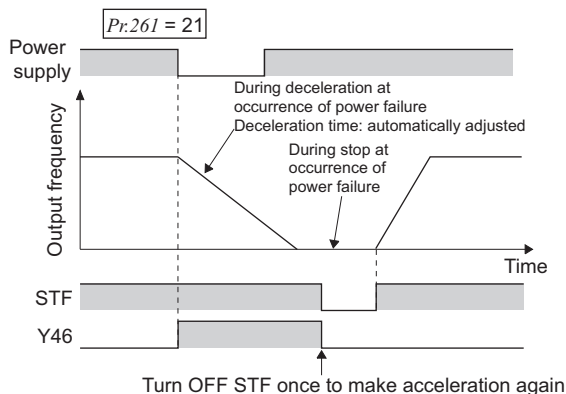 Pr.261 = 21
Power
supply
During deceleration at
occurrence of power failure
Deceleration time: automatically adjusted
During stop at
occurrence of
power failure
Output frequency
Time
STF
Y46
Turn OFF STF once to make acceleration again